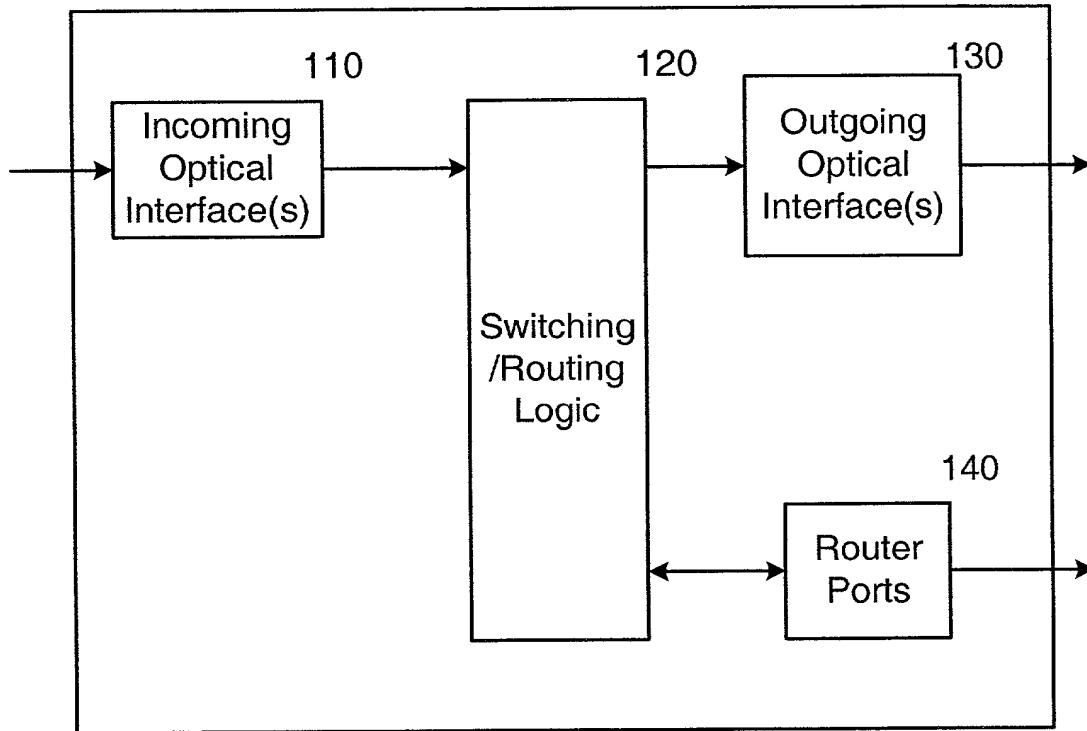 110
120
130
Incoming
Optical
Interface(s)
Outgoing
Optical
Interface(s)
Switching
/Routing
Logic
140
Router
Ports